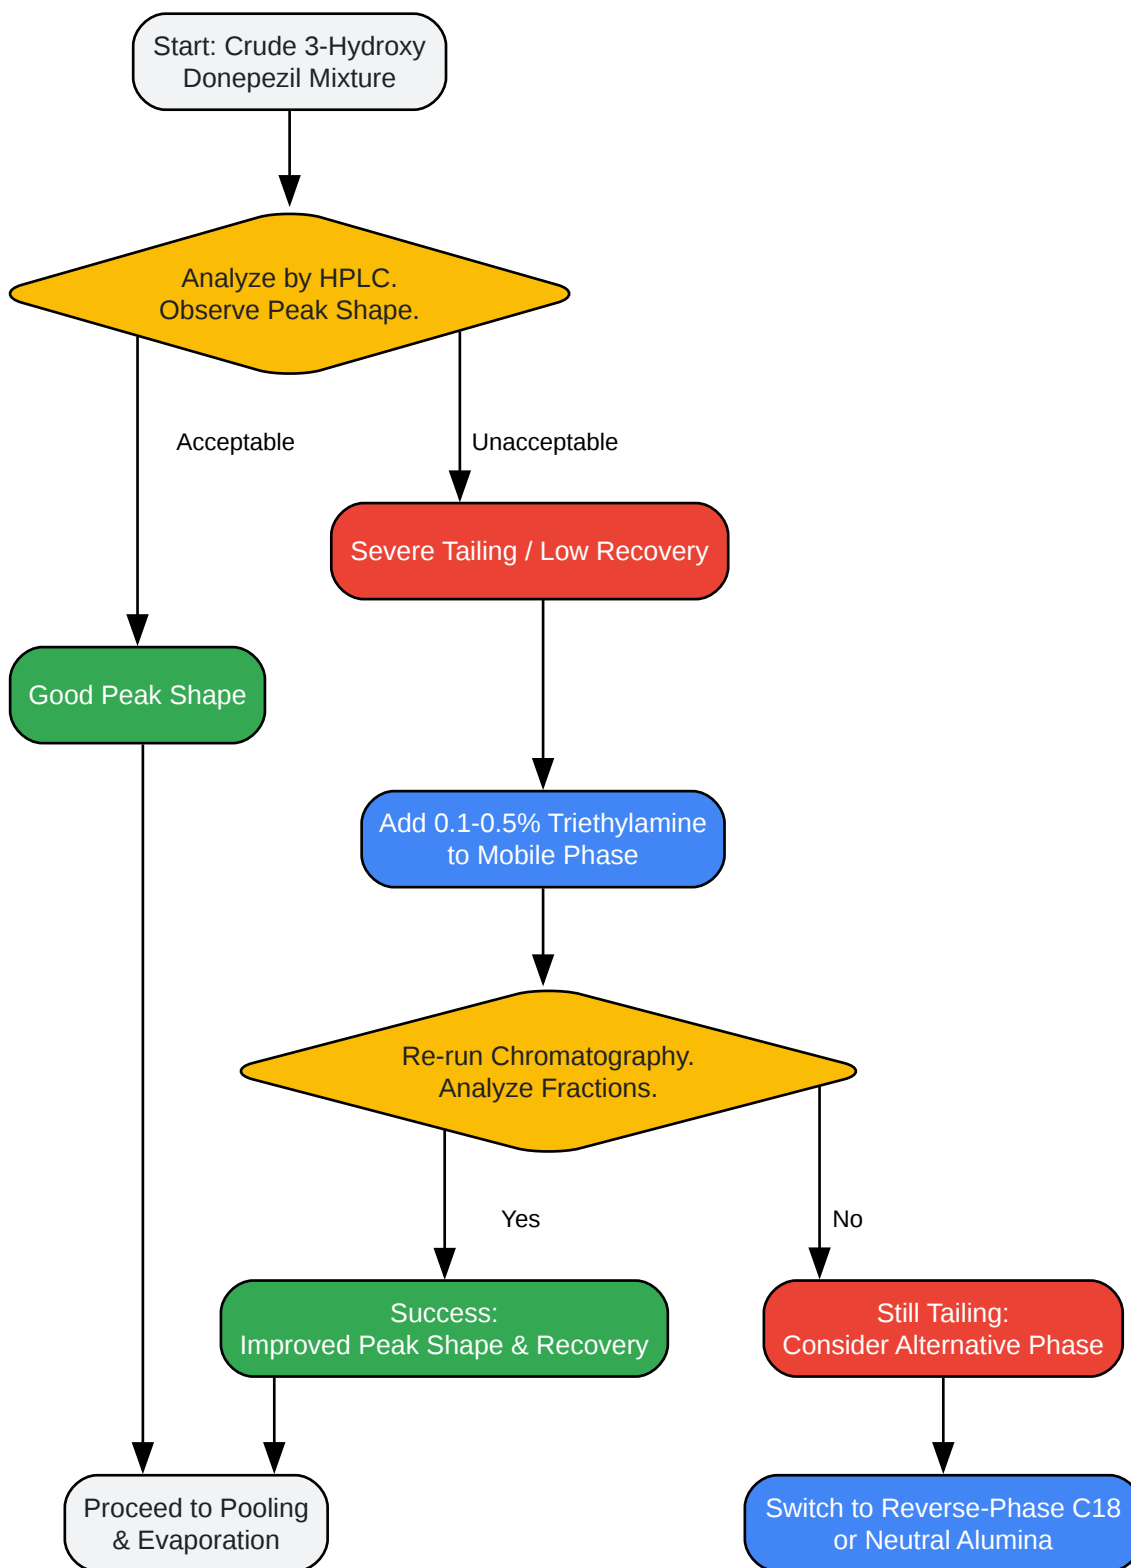 Start: Crude 3-Hydroxy
Donepezil Mixture
Analyze by HPLC.
Observe Peak Shape.
Acceptable
Unacceptable
Severe Tailing / Low Recovery
Good Peak Shape
Add 0.1-0.5% Triethylamine
to Mobile Phase
Re-run Chromatography.
Analyze Fractions.
Yes
No
Success:
Improved Peak Shape & Recovery
Still Tailing:
Consider Alternative Phase
Proceed to Pooling
& Evaporation
Switch to Reverse-Phase C18
or Neutral Alumina